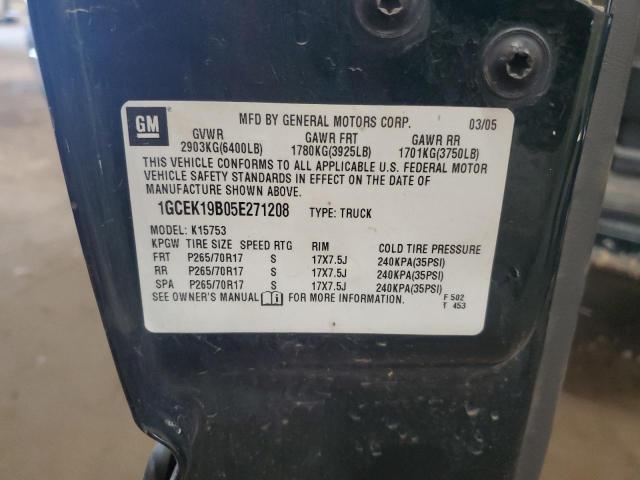 GM
MFD BY GENERAL MOTORS CORP. 03/05
GVWR GAWR FRT GAWR RR
2903KG(6400LB) 1780KG(3925LB) 1701KG(3750LB)
THIS VEHICLE CONFORMS TO ALL APPLICABLE U.S. FEDERAL MOTOR
VEHICLE SAFETY STANDARDS IN EFFECT ON THE DATE OF
MANUFACTURE SHOWN ABOVE.
1GCEK19B05E271208 TYPE: TRUCK
MODEL: K15753
KPGW TIRE SIZE SPEED RTG RIM COLD TIRE PRESSURE
FRT P265/70R17 S 17X7.5J 240KPA(35PSI)
RR P265/70R17 S 17X7.5J 240KPA(35PSI)
SPA P265/70R17 S 17X7.5J 240KPA(35PSI)
SEE OWNER'S MANUAL FOR MORE INFORMATION. F 502
T 453